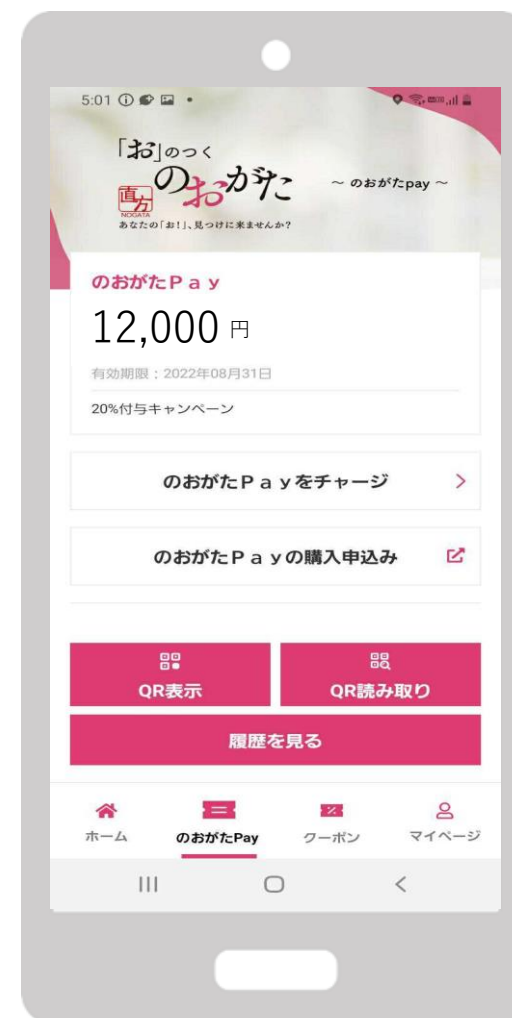 5:01
「お」のつく
のおがた
直方
NOGATA
～ のおがたpay ～
あなたの「お!」、見つけに来ませんか?
のおがたＰａｙ
12,000 円
有効期限：2022年08月31日
20%付与キャンペーン
のおがたＰａｙをチャージ
のおがたＰａｙの購入申込み
QR表示
QR読み取り
履歴を見る
ホーム
のおがたPay
クーポン
マイページ